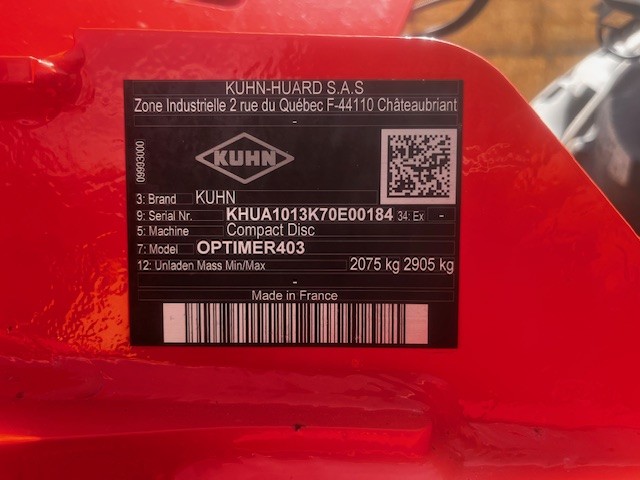 KUHN-HUARD S.A.S
Zone Industrielle 2 rue du Québec F-44110 Châteaubriant
-
09903000
KUHN
3: Brand KUHN
9: Serial Nr. KHUA1013K70E00184 34: Ex -
5: Machine Compact Disc
7: Model OPTIMER403
12: Unladen Mass Min/Max 2075 kg 2905 kg
-
Made in France